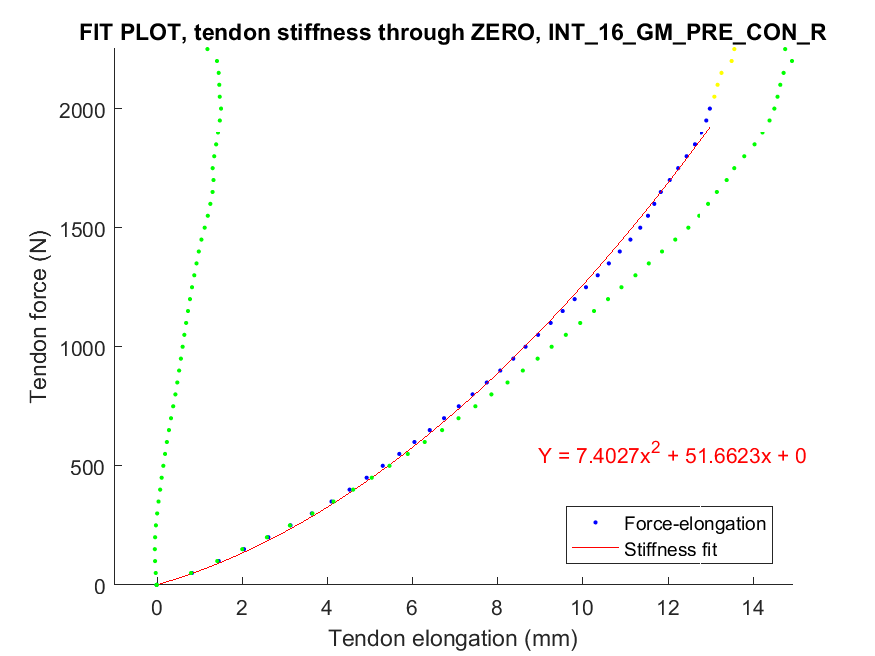 FIT PLOT, tendon stiffness through ZERO, INT_16_GM_PRE_CON_R
Tendon force (N)
2000
1500
1000
500
0
Y = 7.4027x² + 51.6623x + 0
Force-elongation
Stiffness fit
0 2 4 6 8 10 12 14
Tendon elongation (mm)